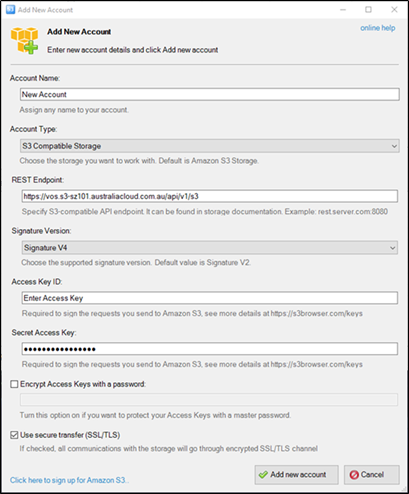 Add New Account
Add New Account
online help
Enter new account details and click Add new account
Account Name:
New Account
Assign any name to your account.
Account Type:
S3 Compatible Storage
Choose the storage you want to work with. Default is Amazon S3 Storage.
REST Endpoint:
https://vos.s3-sz101.australiacloud.com.au/api/v1/s3
Specify S3-compatible API endpoint. It can be found in storage documentation. Example: rest.server.com:8080
Signature Version:
Signature V4
Choose the supported signature version. Default value is Signature V2.
Access Key ID:
Enter Access Key
Required to sign the requests you send to Amazon S3, see more details at https://s3browser.com/keys
Secret Access Key:
••••••••••••••••
Required to sign the requests you send to Amazon S3, see more details at https://s3browser.com/keys
Encrypt Access Keys with a password:
Turn this option on if you want to protect your Access Keys with a master password.
Use secure transfer (SSL/TLS)
If checked, all communications with the storage will go through encrypted SSL/TLS channel
Click here to sign up for Amazon S3..
Add new account
Cancel